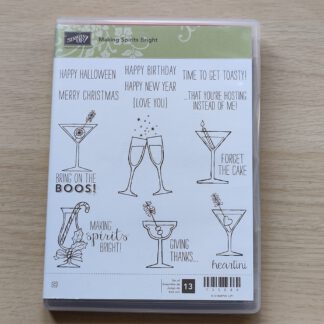 STAMPIN' UP!
Making Spirits Bright
HAPPY HALLOWEEN
HAPPY BIRTHDAY
TIME TO GET TOASTY!
HAPPY NEW YEAR
MERRY CHRISTMAS
...THAT YOU'RE HOSTING
INSTEAD OF ME!
(LOVE YOU)
BRING ON THE
BOOS!
FORGET
THE CAKE
MAKING
spirits
BRIGHT!
GIVING
THANKS...
heartini
13
© STAMPIN' UP!